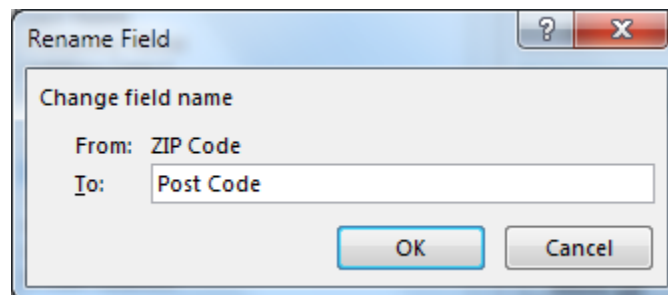 Rename Field
?
Change field name
From: ZIP Code
To: Post Code
OK Cancel